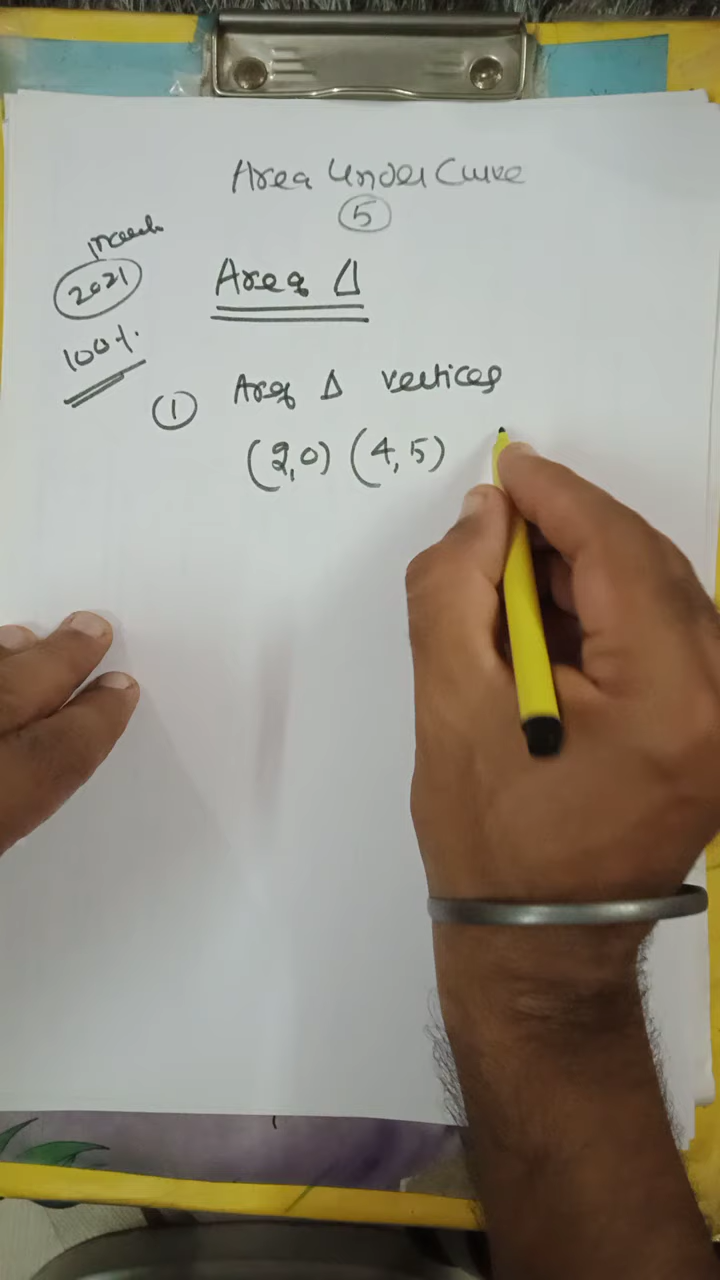 Area Under Curve
5
March
2021
Area Δ
100%
1 Area Δ vertices
(2,0) (4,5)